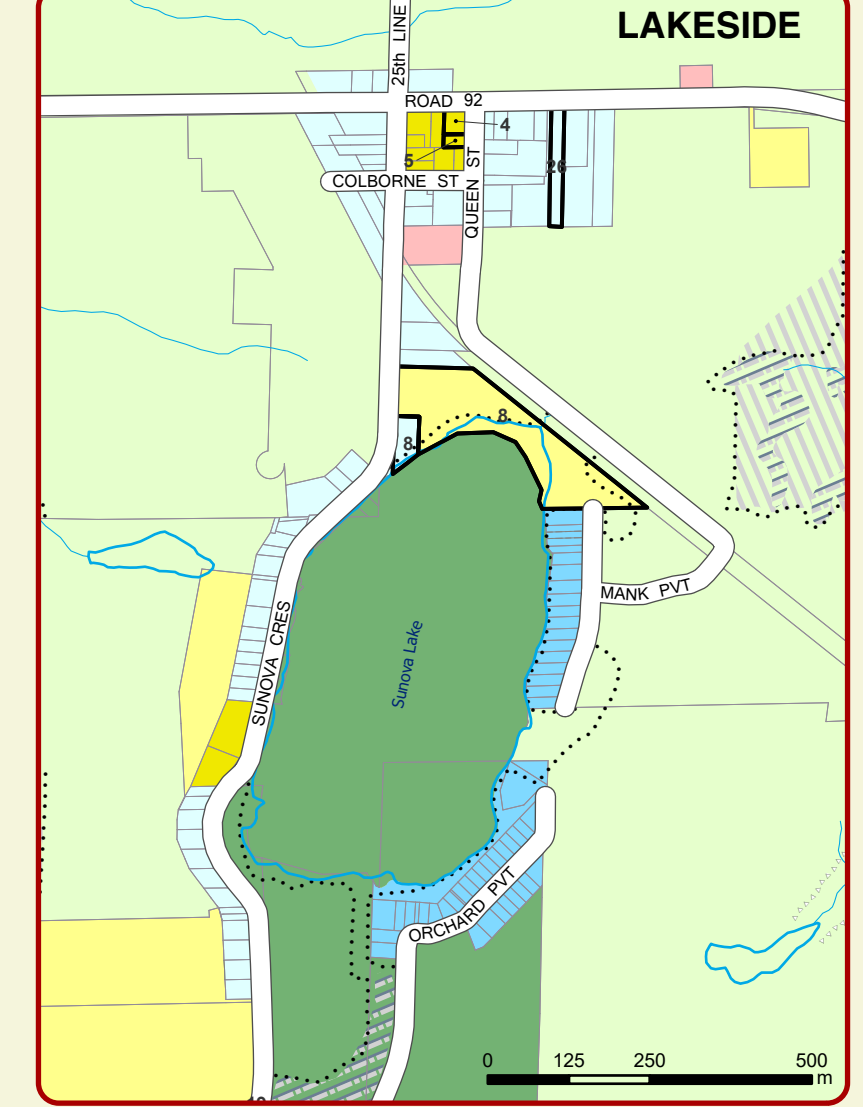 LAKESIDE
25th LINE
ROAD 92
4
5
26
COLBORNE ST
QUEEN ST
8
8
MANK PVT
SUNOVA CRES
Sunova Lake
ORCHARD PVT
0 125 250 500
m